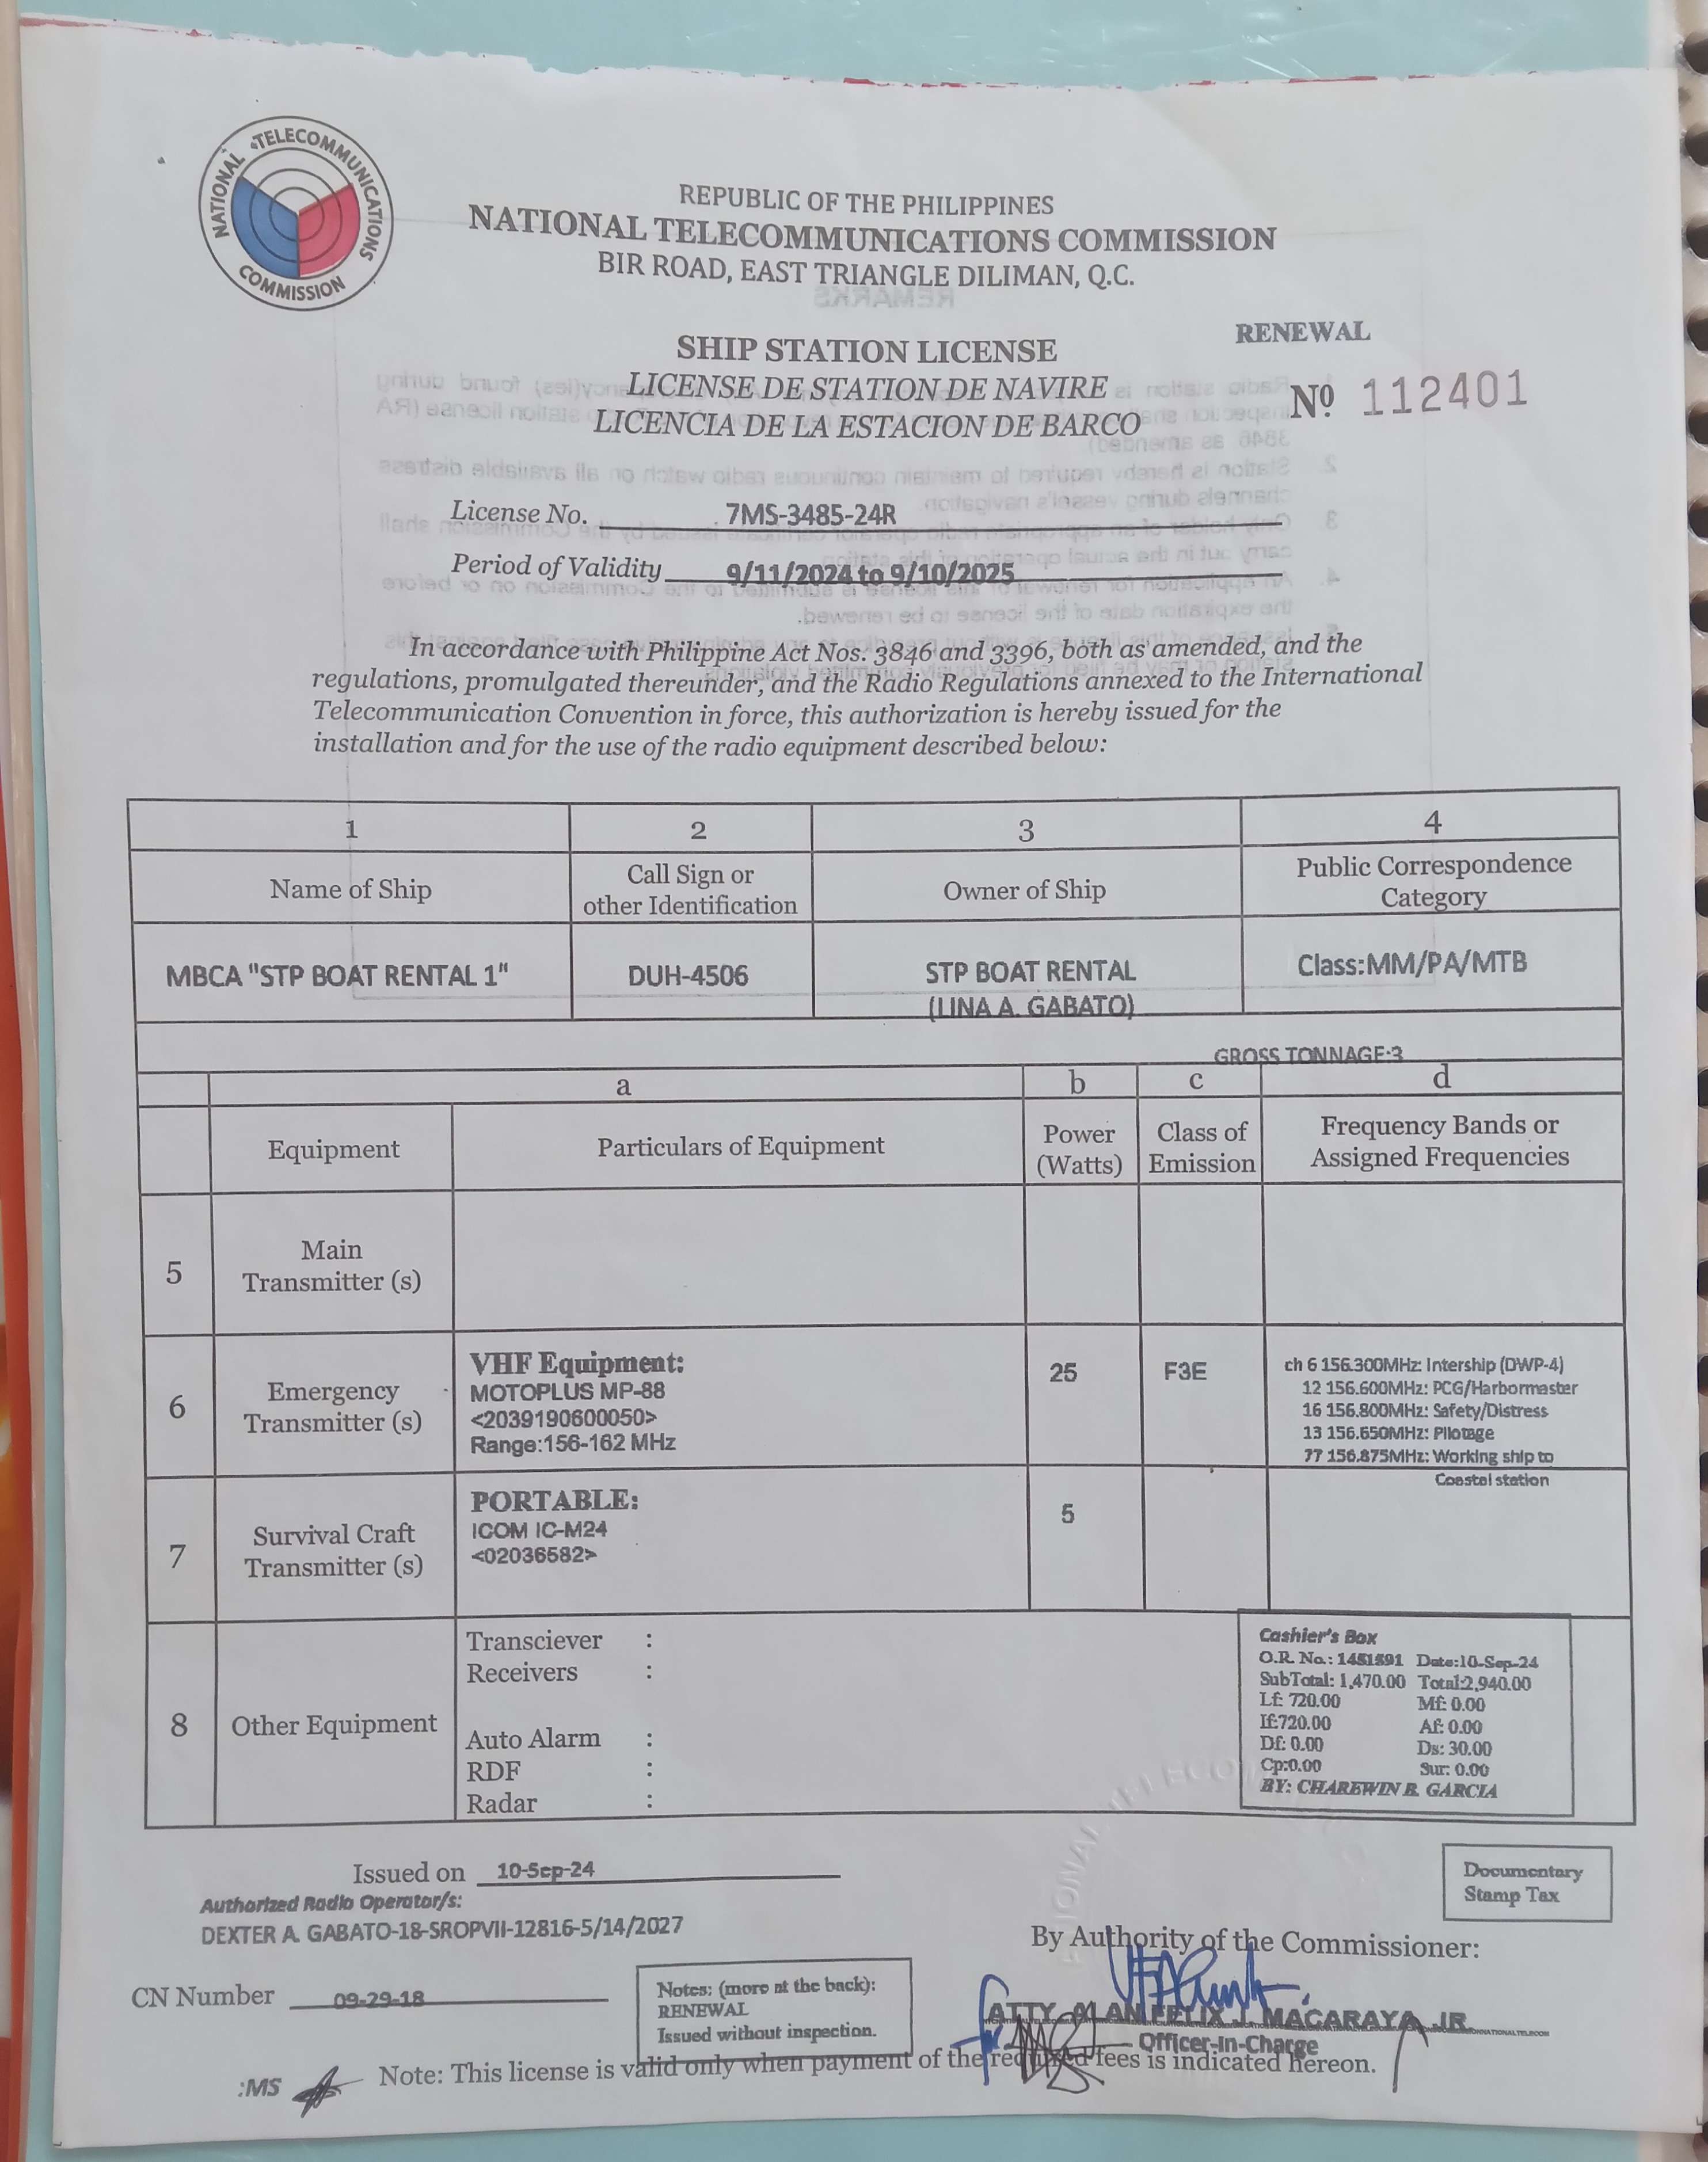 NATIONAL TELECOMMUNICATIONS COMMISSION
REPUBLIC OF THE PHILIPPINES
NATIONAL TELECOMMUNICATIONS COMMISSION
BIR ROAD, EAST TRIANGLE DILIMAN, Q.C.
RENEWAL
SHIP STATION LICENSE
LICENSE DE STATION DE NAVIRE
Nº 112401
LICENCIA DE LA ESTACION DE BARCO
License No. 7MS-3485-24R
Period of Validity 9/11/2024 to 9/10/2025
In accordance with Philippine Act Nos. 3846 and 3396, both as amended, and the
regulations, promulgated thereunder, and the Radio Regulations annexed to the International
Telecommunication Convention in force, this authorization is hereby issued for the
installation and for the use of the radio equipment described below:
1 2 3 4
Name of Ship
Call Sign or
other Identification
Owner of Ship
Public Correspondence
Category
MBCA "STP BOAT RENTAL 1"
DUH-4506
STP BOAT RENTAL
(LINA A. GABATO)
Class:MM/PA/MTB
GROSS TONNAGE:3
a b c d
Equipment
Particulars of Equipment
Power
(Watts)
Class of
Emission
Frequency Bands or
Assigned Frequencies
5
Main
Transmitter (s)
6
Emergency
Transmitter (s)
VHF Equipment:
MOTOPLUS MP-88
<2039190600050>
Range:156-162 MHz
25
F3E
ch 6 156.300MHz: Intership (DWP-4)
12 156.600MHz: PCG/Harbormaster
16 156.800MHz: Safety/Distress
13 156.650MHz: Pilotage
77 156.875MHz: Working ship to
Coastal station
7
Survival Craft
Transmitter (s)
PORTABLE:
ICOM IC-M24
<02036582>
5
8
Other Equipment
Transciever :
Receivers :
Auto Alarm :
RDF :
Radar :
Cashier's Box
O.R. No.: 1451591 Date:10-Sep-24
SubTotal: 1,470.00 Total:2,940.00
Lf: 720.00 Mf: 0.00
If:720.00 Af: 0.00
Df: 0.00 Ds: 30.00
Cp:0.00 Sur: 0.00
BY: CHAREWIN B. GARCIA
Issued on 10-Sep-24
Documentary
Stamp Tax
Authorized Radio Operator/s:
DEXTER A. GABATO-18-SROPVII-12816-5/14/2027
By Authority of the Commissioner:
CN Number 09-29-18
Notes: (more at the back):
RENEWAL
Issued without inspection.
ATTY. ALAN FELIX J. MACARAYA, JR.
Officer-In-Charge
Note: This license is valid only when payment of the required fees is indicated hereon.
:MS